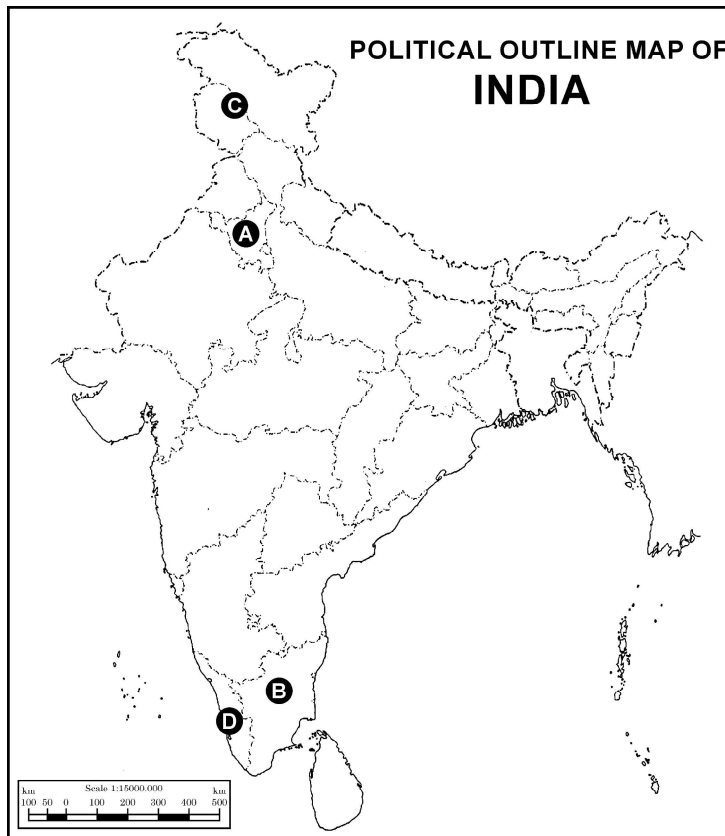 POLITICAL OUTLINE MAP OF
INDIA
C
A
B
D
Scale 1:15000.000
km km
100 50 0 100 200 300 400 500